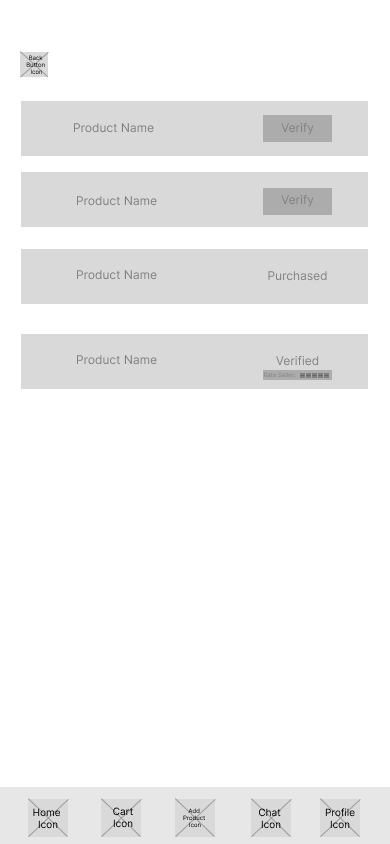 Back
Button
Icon
Product Name
Verify
Product Name
Verify
Product Name
Purchased
Product Name
Verified
Rate Seller:
Home
Icon
Cart
Icon
Add
Product
Icon
Chat
Icon
Profile
Icon